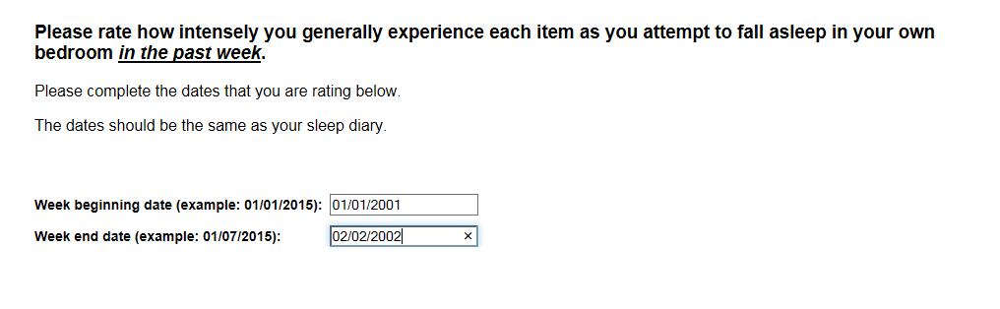 Please rate how intensely you generally experience each item as you attempt to fall asleep in your own
bedroom in the past week.
Please complete the dates that you are rating below.
The dates should be the same as your sleep diary.
Week beginning date (example: 01/01/2015): 01/01/2001
Week end date (example: 01/07/2015): 02/02/2002 ×